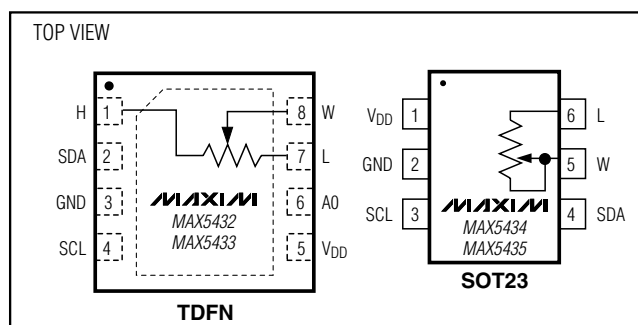 TOP VIEW
H 1
8 W
SDA 2
7 L
GND 3
6 A0
SCL 4
5 VDD
MAXIM
MAX5432
MAX5433
TDFN
VDD 1
6 L
GND 2
5 W
SCL 3
4 SDA
MAXIM
MAX5434
MAX5435
SOT23